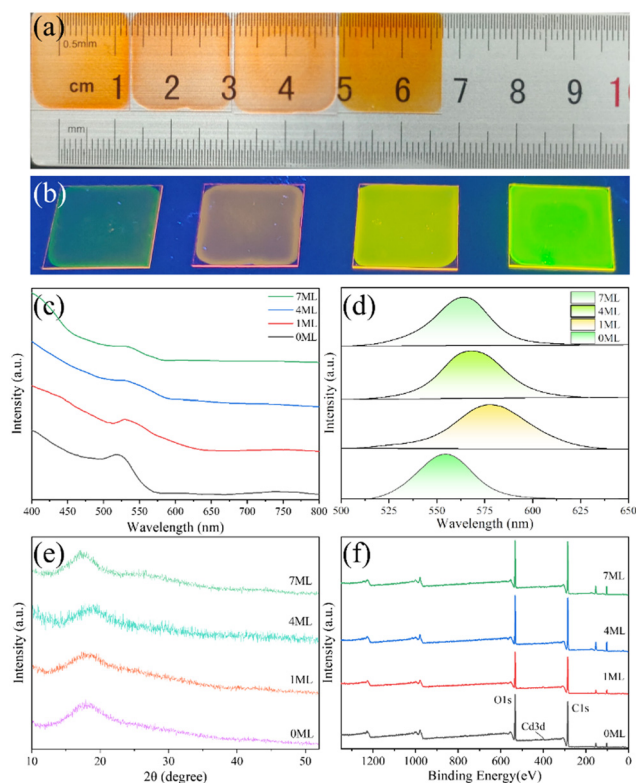 (a)
0.5mm
cm 1 2 3 4 5 6 7 8 9 10
mm
(b)
(c)
7ML
4ML
1ML
0ML
Intensity (a.u.)
400 450 500 550 600 650 700 750 800
Wavelength (nm)
(d)
7ML
4ML
1ML
0ML
Intensity (a.u.)
500 525 550 575 600 625 650
Wavelength (nm)
(e)
7ML
4ML
1ML
0ML
Intensity (a.u.)
10 20 30 40 50
2θ (degree)
(f)
7ML
4ML
1ML
O1s
C1s
Cd3d
0ML
Intensity (a.u.)
1200 1000 800 600 400 200 0
Binding Energy(eV)